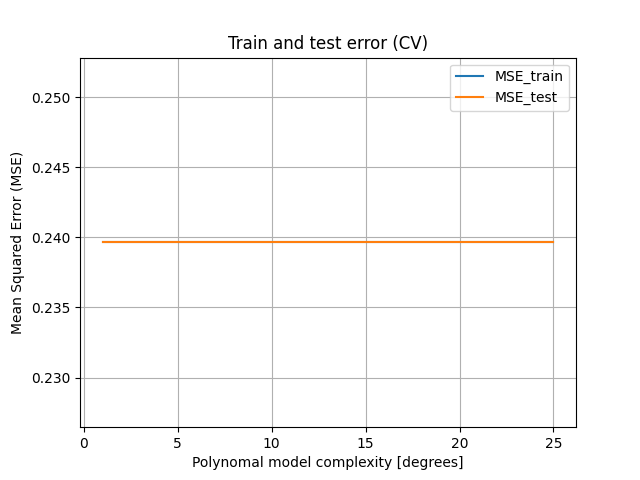 Train and test error (CV)
MSE_train
MSE_test
Mean Squared Error (MSE)
0.250
0.245
0.240
0.235
0.230
0
5
10
15
20
25
Polynomal model complexity [degrees]